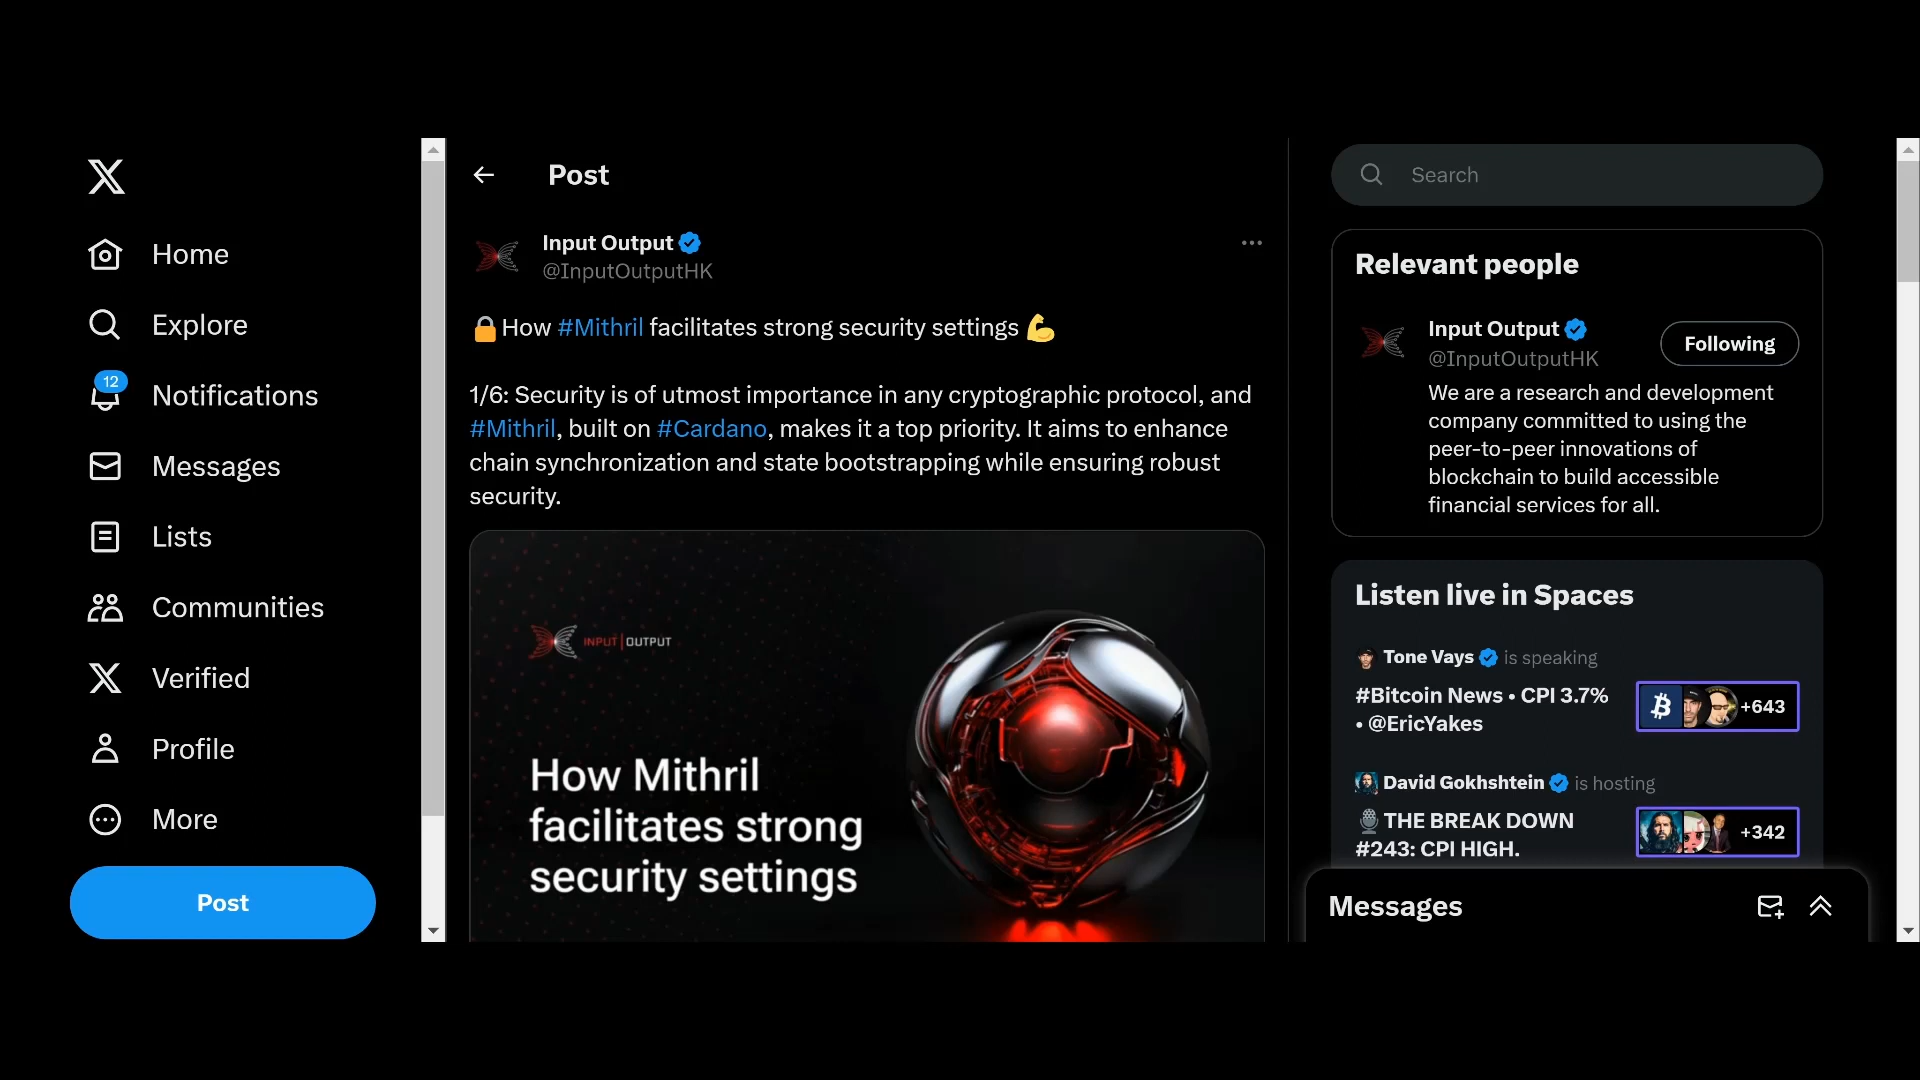 Home
Explore
12
Notifications
Messages
Lists
Communities
Verified
Profile
More
Post
Post
Input Output
@InputOutputHK
🔒How #Mithril facilitates strong security settings 💪
1/6: Security is of utmost importance in any cryptographic protocol, and
#Mithril, built on #Cardano, makes it a top priority. It aims to enhance
chain synchronization and state bootstrapping while ensuring robust
security.
INPUT|OUTPUT
How Mithril
facilitates strong
security settings
Search
Relevant people
Input Output
@InputOutputHK
Following
We are a research and development
company committed to using the
peer-to-peer innovations of
blockchain to build accessible
financial services for all.
Listen live in Spaces
Tone Vays is speaking
#Bitcoin News • CPI 3.7%
• @EricYakes
+643
David Gokhshtein is hosting
🎙THE BREAK DOWN
#243: CPI HIGH.
+342
Messages